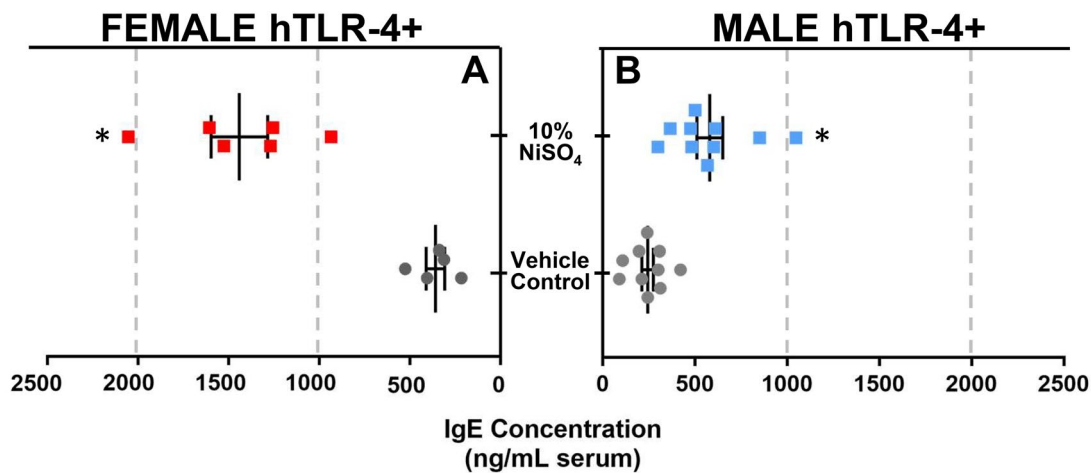 FEMALE hTLR-4+
MALE hTLR-4+
A
B
*
10%
NiSO₄
*
Vehicle
Control
2500 2000 1500 1000 500 0
0 500 1000 1500 2000 2500
IgE Concentration
(ng/mL serum)